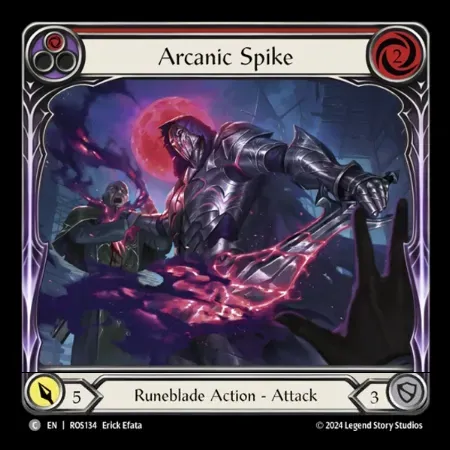 Arcanic Spike
2
5
Runeblade Action - Attack
3
C EN | ROS134 Erick Efata
© 2024 Legend Story Studios